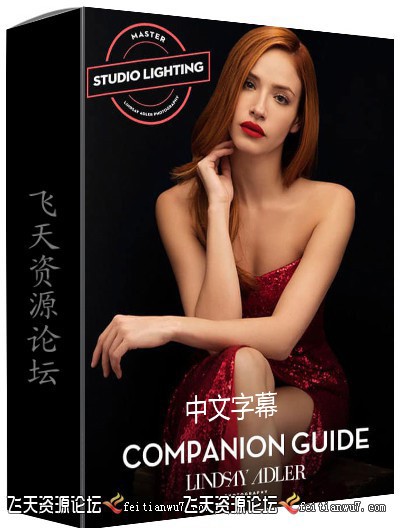 MASTER
STUDIO LIGHTING
LINDSAY ADLER PHOTOGRAPHY
飞天资源论坛
中文字幕
COMPANION GUIDE
LINDSAY ADLER
PHOTOGRAPHY
飞天资源论坛 feitianwu7.com 飞天资源论坛 feitianwu7.com